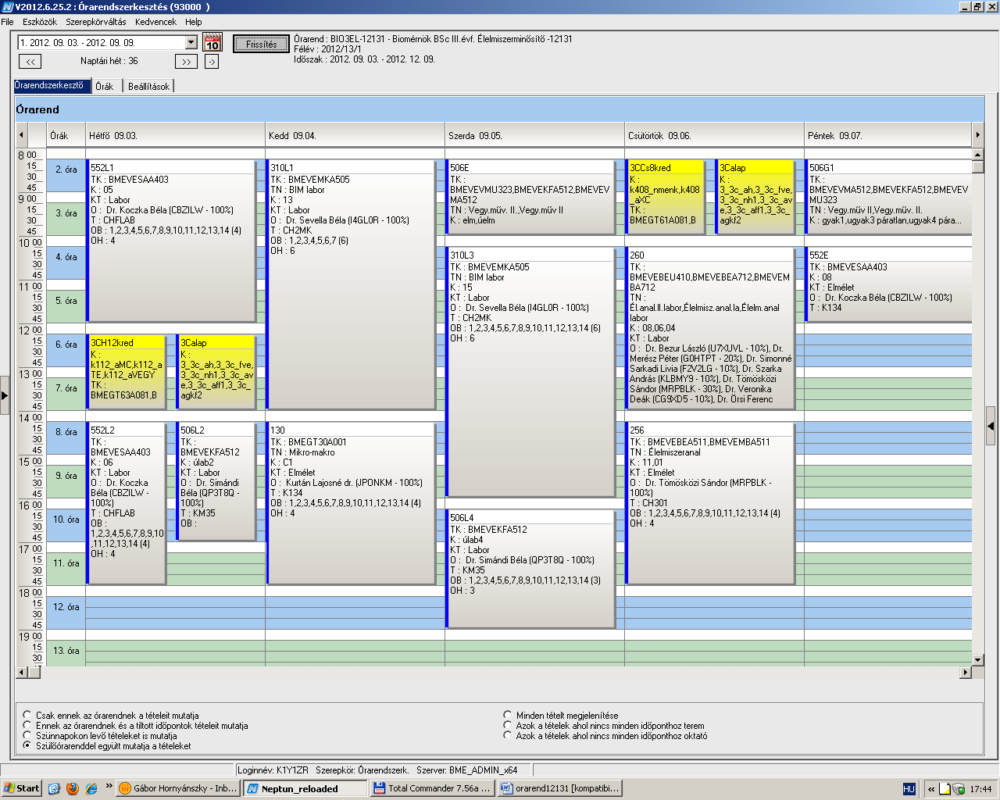 V2012.6.25.2 : Órarendszerkesztés (93000  )
File Eszközök Szerepkörváltás Kedvencek Help
1. 2012. 09. 03. - 2012. 09. 09.
10
Frissítés
<< Naptári hét : 36 >> ->
Órarend : BIO3EL-12131 - Biomérnök BSc III.évf. Élelmiszerminősítő -12131
Félév : 2012/13/1
Időszak : 2012. 09. 03. - 2012. 12. 09.
Órarendszerkesztő Órák Beállítások
Órarend
Órák Hétfő 09.03. Kedd 09.04. Szerda 09.05. Csütörtök 09.06. Péntek 09.07.
8 00
15
30
45
9 00
15
30
45
10 00
15
30
45
11 00
15
30
45
12 00
15
30
45
13 00
15
30
45
14 00
15
30
45
15 00
15
30
45
16 00
15
30
45
17 00
15
30
45
18 00
15
30
45
19 00
15
30
2. óra
3. óra
4. óra
5. óra
6. óra
7. óra
8. óra
9. óra
10. óra
11. óra
12. óra
13. óra
552L1
TK : BMEVESAA403
K : 05
KT : Labor
O : Dr. Koczka Béla (CBZILW - 100%)
T : CHFLAB
OB : 1,2,3,4,5,6,7,8,9,10,11,12,13,14 (4)
OH : 4
3CH12kred
K :
k112_aMC,k112_a
TE,k112_aVEGY
TK :
BMEGT63A081,B
3Calap
K :
3_3c_ah,3_3c_fve,
3_3c_nh1,3_3c_av
e,3_3c_aff1,3_3c_
agkf2
552L2
TK :
BMEVESAA403
K : 06
KT : Labor
O : Dr. Koczka
Béla (CBZILW -
100%)
T : CHFLAB
OB :
1,2,3,4,5,6,7,8,9,10
,11,12,13,14 (4)
OH : 4
506L2
TK :
BMEVEKFA512
K : úlab2
KT : Labor
O : Dr. Simándi
Béla (QP3T8Q -
100%)
T : KM35
OB :
310L1
TK : BMEVEMKA505
TN : BIM labor
K : 13
KT : Labor
O : Dr. Sevella Béla (I4GL0R - 100%)
T : CH2MK
OB : 1,2,3,4,5,6,7 (6)
OH : 6
130
TK : BMEGT30A001
TN : Mikro-makro
K : C1
KT : Elmélet
O : Kurtán Lajosné dr. (JPONKM - 100%)
T : K134
OB : 1,2,3,4,5,6,7,8,9,10,11,12,13,14 (4)
OH : 4
506E
TK :
BMEVEVMU323,BMEVEKFA512,BMEVEV
MA512
TN : Vegy.műv. II.,Vegy.műv II
K : elm,úelm
310L3
TK : BMEVEMKA505
TN : BIM labor
K : 15
KT : Labor
O : Dr. Sevella Béla (I4GL0R - 100%)
T : CH2MK
OB : 1,2,3,4,5,6,7,8,9,10,11,12,13,14 (6)
OH : 6
506L4
TK : BMEVEKFA512
K : úlab4
KT : Labor
O : Dr. Simándi Béla (QP3T8Q - 100%)
T : KM35
OB : 1,2,3,4,5,6,7,8,9,10,11,12,13,14 (3)
OH : 3
3CCs8kred
K :
k408_nmenk,k408
_aXC
TK :
BMEGT61A081,B
3Calap
K :
3_3c_ah,3_3c_fve,
3_3c_nh1,3_3c_av
e,3_3c_aff1,3_3c_
agkf2
260
TK :
BMEVEBEU410,BMEVEBEA712,BMEVEM
BA712
TN :
Él.anal.II.labor,Élelmisz.anal.la,Élelm.anal
labor
K : 08,06,04
KT : Labor
O : Dr. Bezur László (U7XUVL - 10%), Dr.
Merész Péter (G0HTPT - 20%), Dr. Simonné
Sarkadi Livia (F2V2LG - 10%), Dr. Szarka
András (KLBMY9 - 10%), Dr. Tömösközi
Sándor (MRPBLK - 30%), Dr. Veronika
Deák (CG9XD5 - 10%), Dr. Örsi Ferenc
256
TK : BMEVEBEA511,BMEVEMBA511
TN : Élelmiszeranal
K : 11,01
KT : Elmélet
O : Dr. Tömösközi Sándor (MRPBLK -
100%)
T : CH301
OB : 1,2,3,4,5,6,7,8,9,10,11,12,13,14 (4)
OH : 4
506G1
TK :
BMEVEVMA512,BMEVEKFA512,BMEVEV
MU323
TN : Vegy.műv II,Vegy.műv. II.
K : gyak1,ugyak3 páratlan,ugyak4 pára...
552E
TK : BMEVESAA403
K : 08
KT : Elmélet
O : Dr. Koczka Béla (CBZILW - 100%)
T : K134
Csak ennek az órarendnek a tételeit mutatja
Ennek az órarendnek és a tiltott időpontok tételeit mutatja
Szünnapokon levő tételeket is mutatja
Szülőórarenddel együtt mutatja a tételeket
Minden tételt megjelenítése
Azok a tételek ahol nincs minden időponthoz terem
Azok a tételek ahol nincs minden időponthoz oktató
Loginnév: K1Y1ZR Szerepkör: Órarendszerk. Szerver: BME_ADMIN_x64
Start » Gábor Hornyánszky - Inb... Neptun_reloaded Total Commander 7.56a ... orarend12131 [kompatibi... HU « 17:44